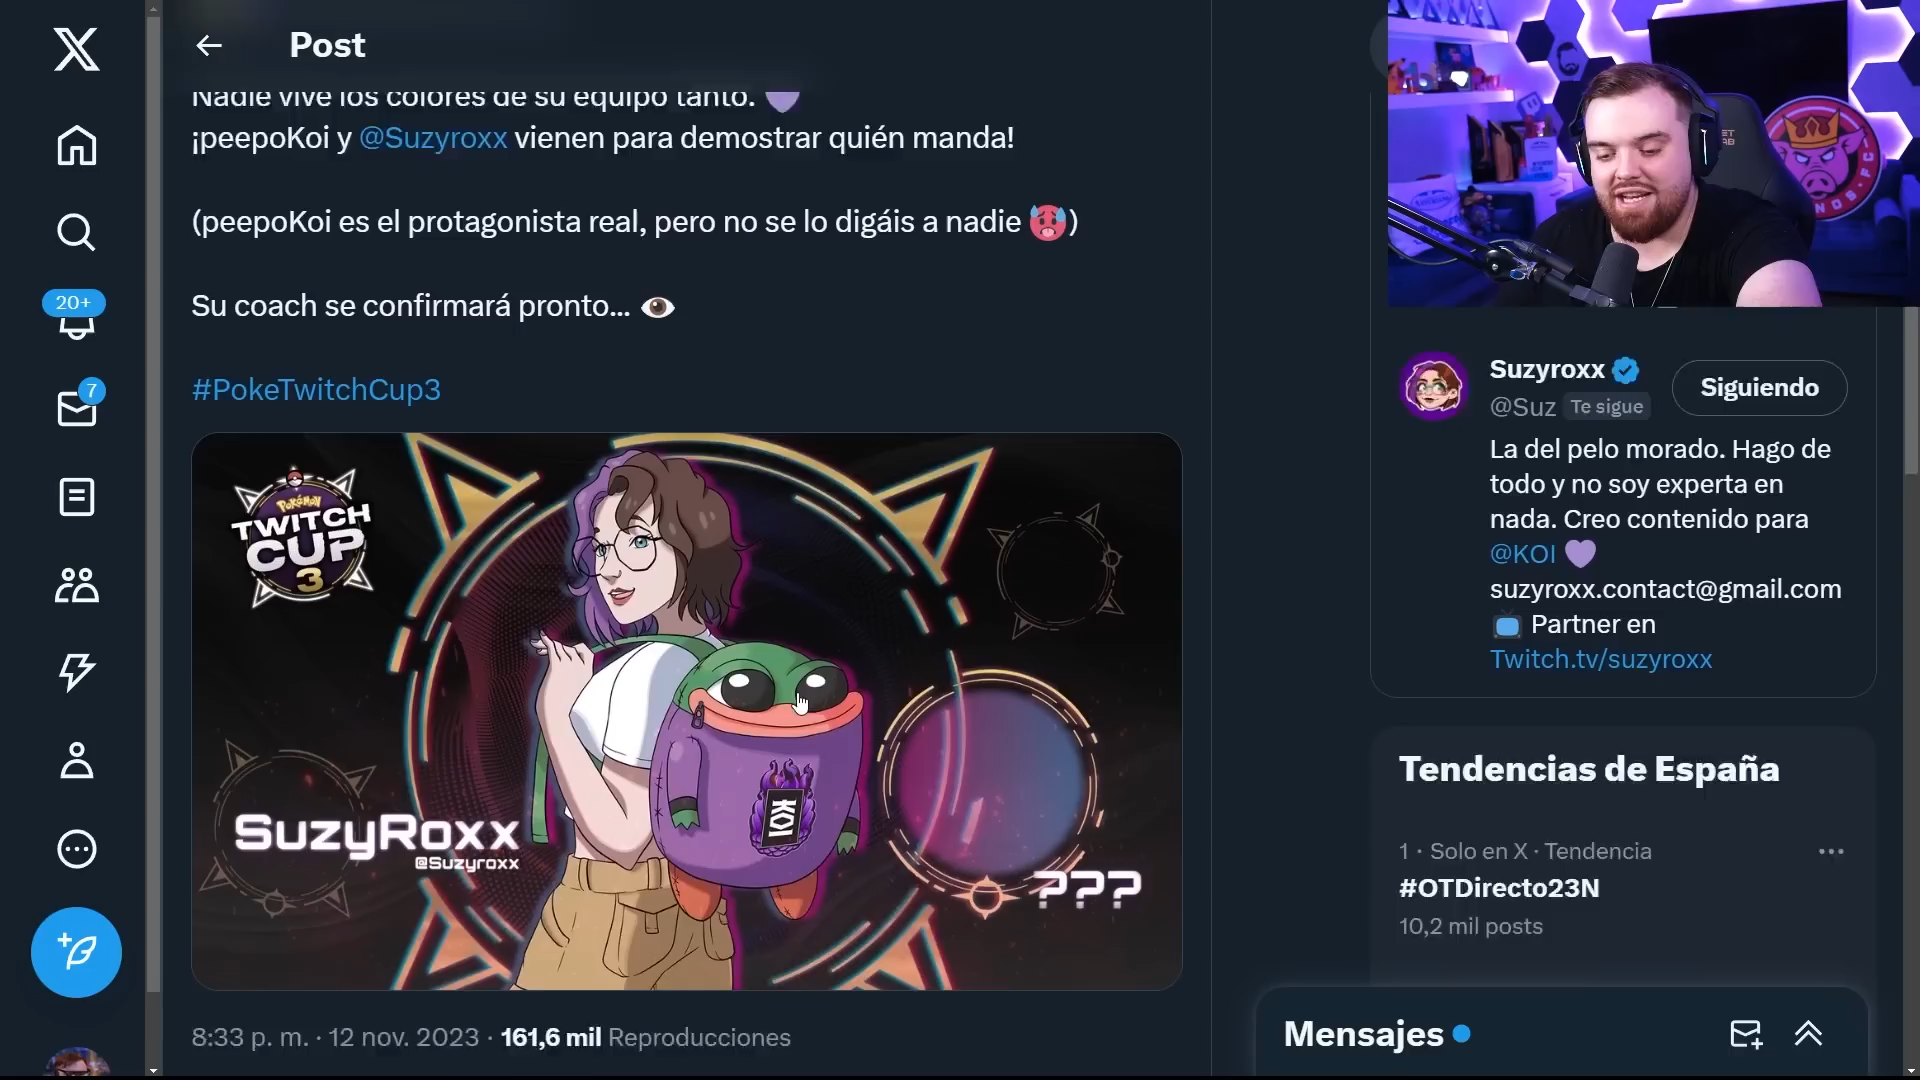 Post
Nadie vive los colores de su equipo tanto. 💜
¡peepoKoi y @Suzyroxx vienen para demostrar quién manda!
(peepoKoi es el protagonista real, pero no se lo digáis a nadie 🥵)
Su coach se confirmará pronto... 👁️
#PokeTwitchCup3
20+
7
Pokémon
TWITCH
CUP
3
SuzyRoxx
@Suzyroxx
KOI
???
8:33 p. m. · 12 nov. 2023 · 161,6 mil Reproducciones
Suzyroxx
@Suz Te sigue
Siguiendo
La del pelo morado. Hago de
todo y no soy experta en
nada. Creo contenido para
@KOI 💜
suzyroxx.contact@gmail.com
📺 Partner en
Twitch.tv/suzyroxx
Tendencias de España
1 · Solo en X · Tendencia
#OTDirecto23N
10,2 mil posts
Mensajes